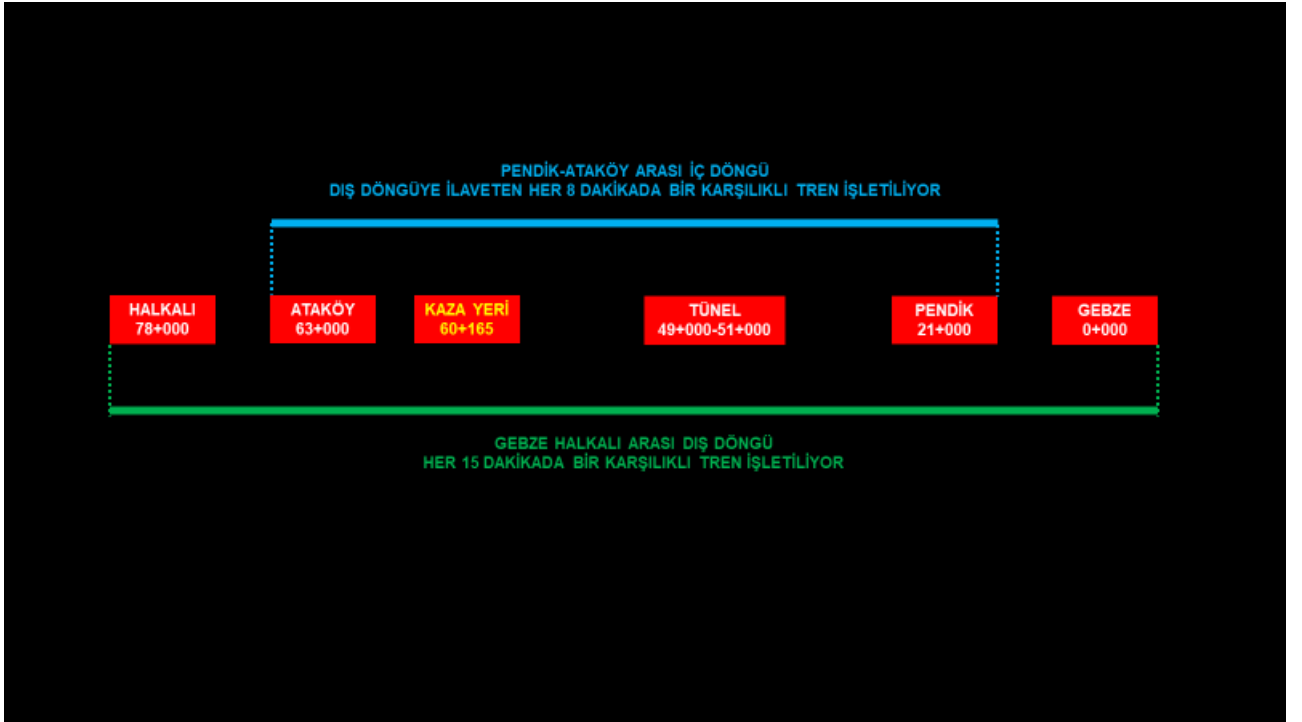 PENDİK-ATAKÖY ARASI İÇ DÖNGÜ
DIŞ DÖNGÜYE İLAVETEN HER 8 DAKİKADA BİR KARŞILIKLI TREN İŞLETİLİYOR
HALKALI
78+000
ATAKÖY
63+000
KAZA YERİ
60+165
TÜNEL
49+000-51+000
PENDİK
21+000
GEBZE
0+000
GEBZE HALKALI ARASI DIŞ DÖNGÜ
HER 15 DAKİKADA BİR KARŞILIKLI TREN İŞLETİLİYOR